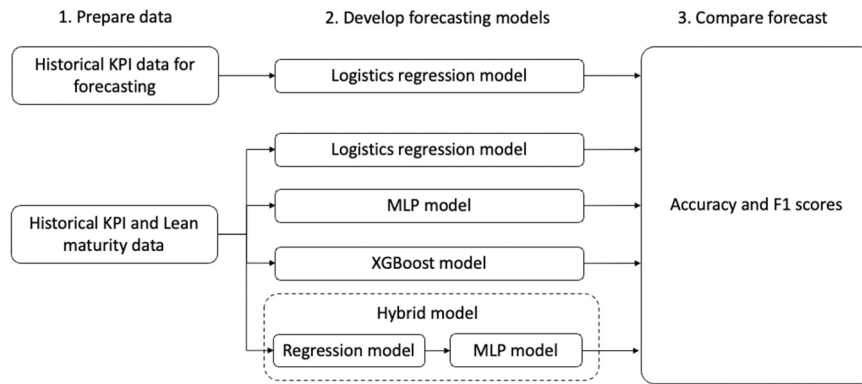 1. Prepare data
2. Develop forecasting models
3. Compare forecast
Historical KPI data for
forecasting
Logistics regression model
Logistics regression model
MLP model
Historical KPI and Lean
maturity data
XGBoost model
Hybrid model
Regression model
MLP model
Accuracy and F1 scores